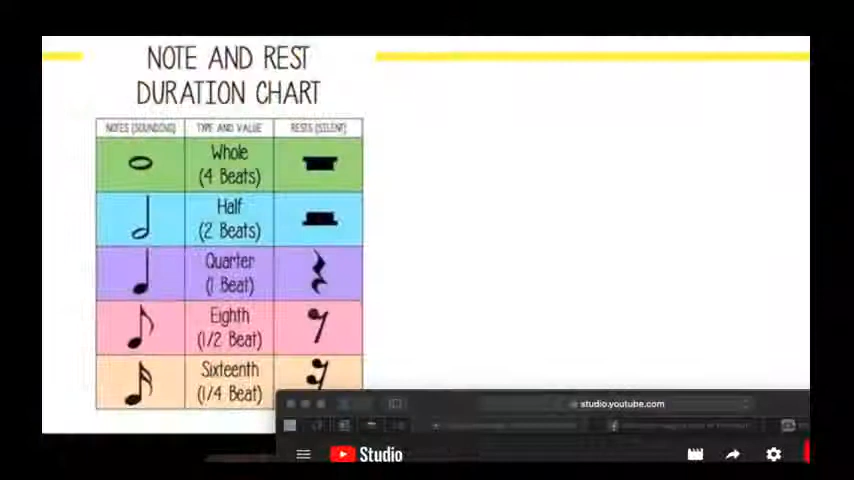 NOTE AND REST
DURATION CHART
NOTES (SOUNDING) TYPE AND VALUE RESTS (SILENT)
Whole
(4 Beats)
Half
(2 Beats)
Quarter
(1 Beat)
Eighth
(1/2 Beat)
Sixteenth
(1/4 Beat)
studio.youtube.com
Studio